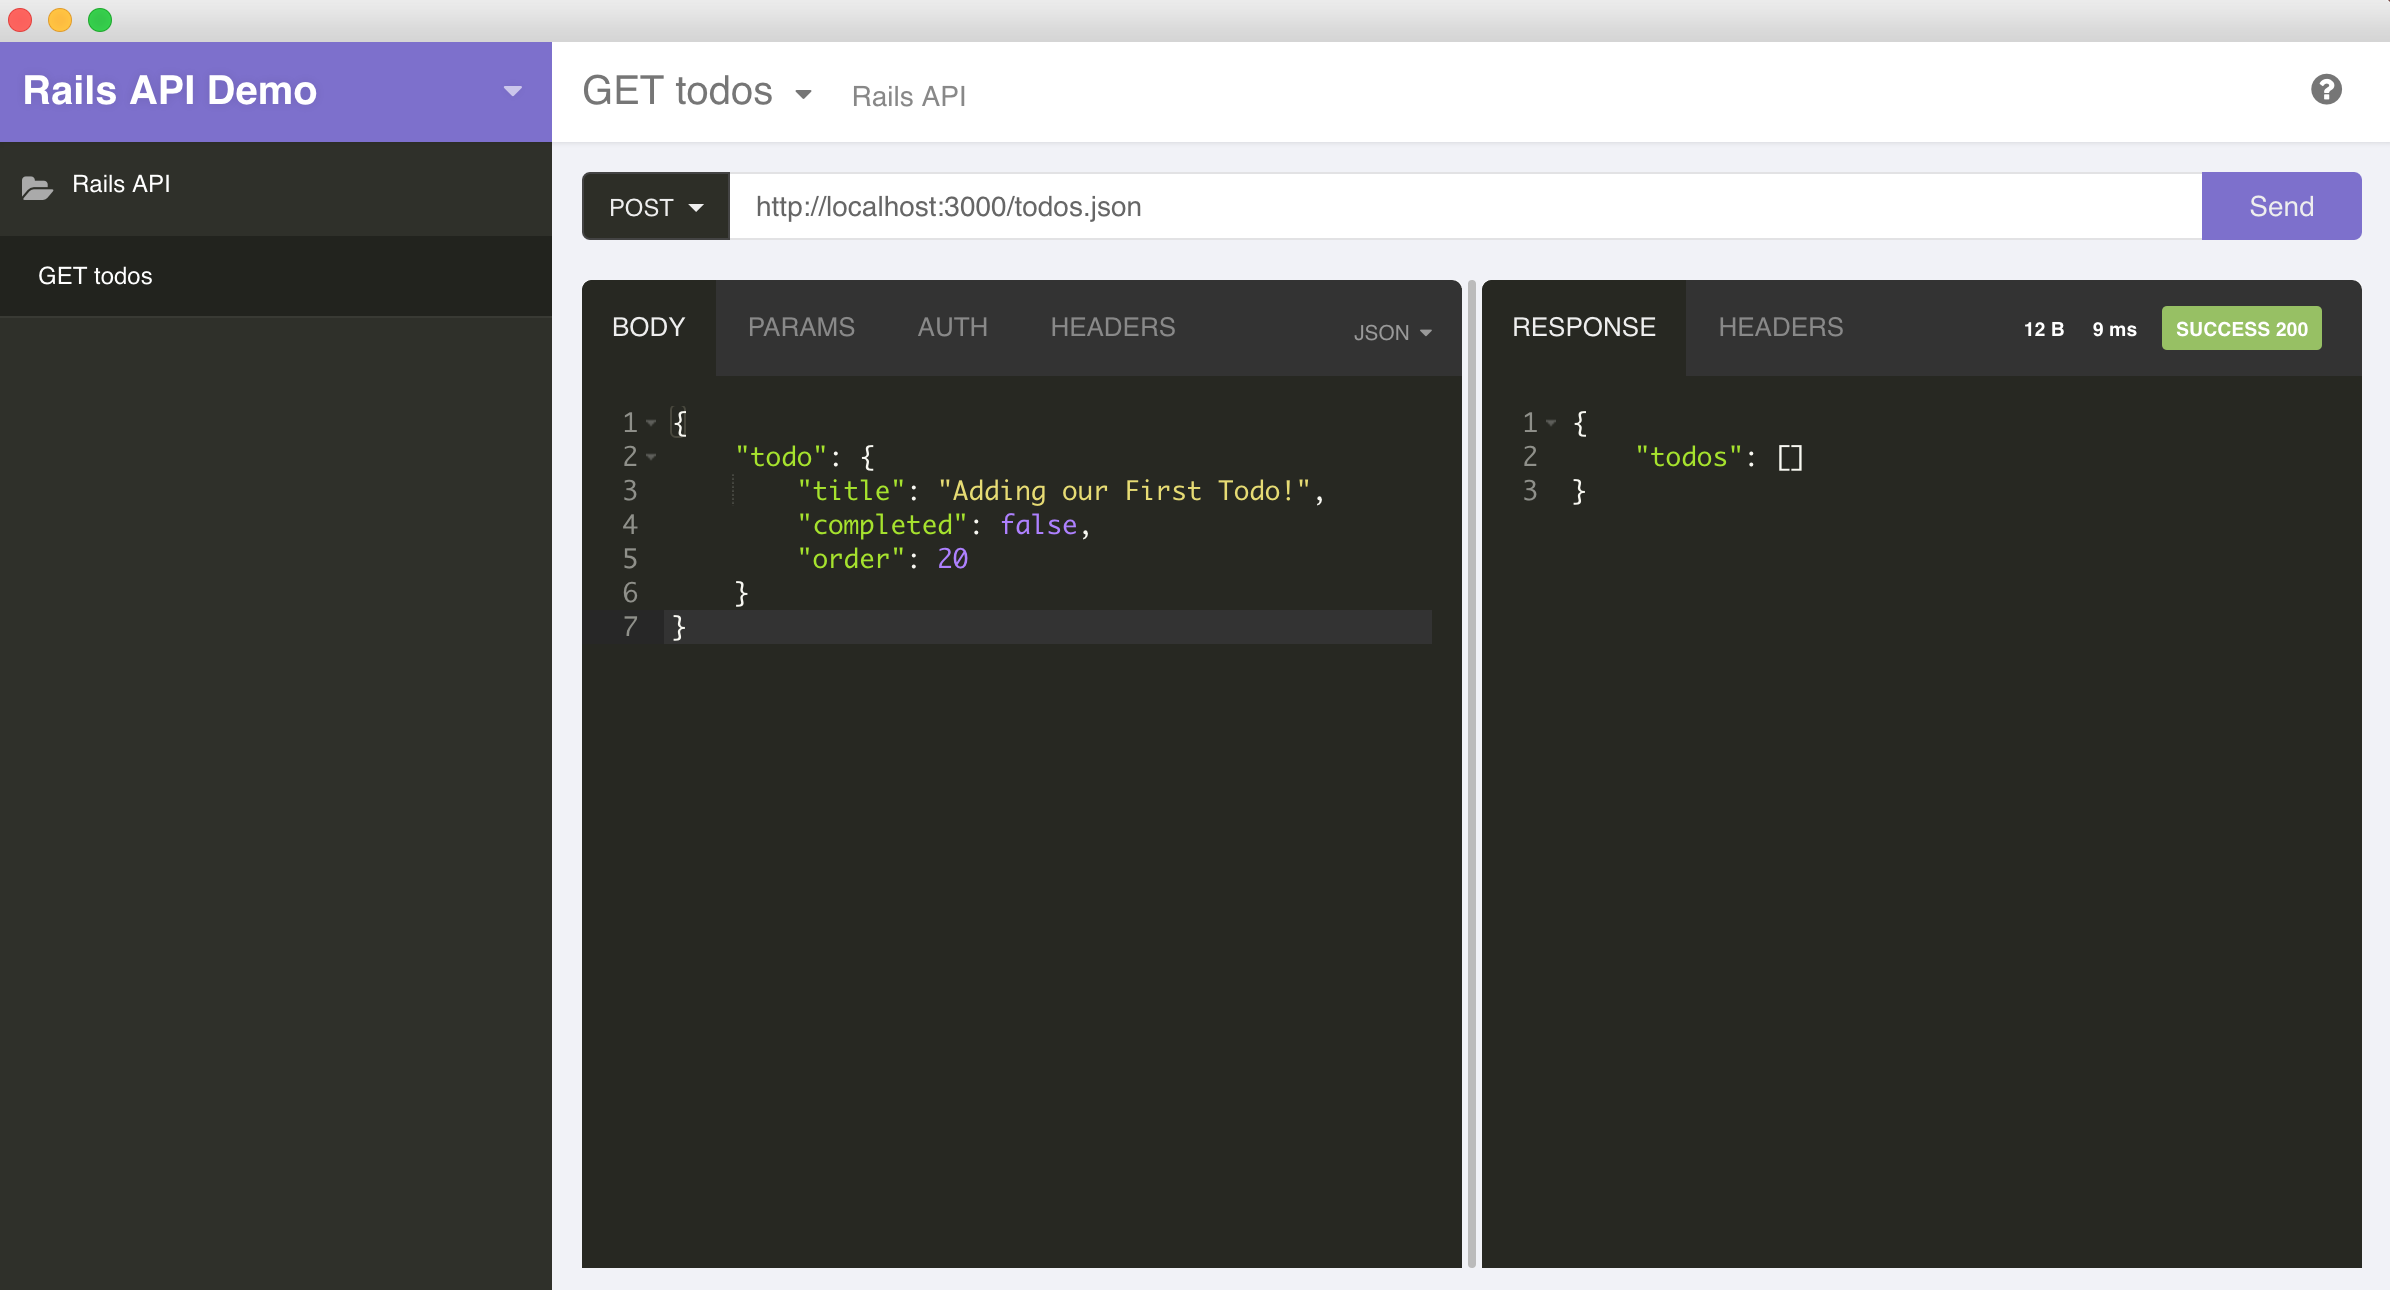 Rails API Demo
GET todos
Rails API
Rails API
GET todos
POST
http://localhost:3000/todos.json
Send
BODY
PARAMS
AUTH
HEADERS
JSON
1 {
2     "todo": {
3         "title": "Adding our First Todo!",
4         "completed": false,
5         "order": 20
6     }
7 }
RESPONSE
HEADERS
12 B
9 ms
SUCCESS 200
1 {
2     "todos": []
3 }